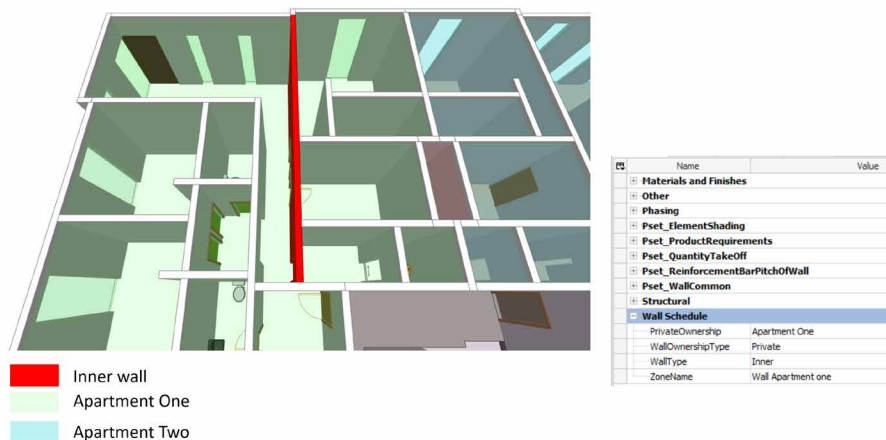 Name Value
Materials and Finishes
Other
Phasing
Pset_ElementShading
Pset_ProductRequirements
Pset_QuantityTakeOff
Pset_ReinforcementBarPitchOfWall
Pset_WallCommon
Structural
Wall Schedule
PrivateOwnership Apartment One
WallOwnershipType Private
WallType Inner
ZoneName Wall Apartment one
Inner wall
Apartment One
Apartment Two